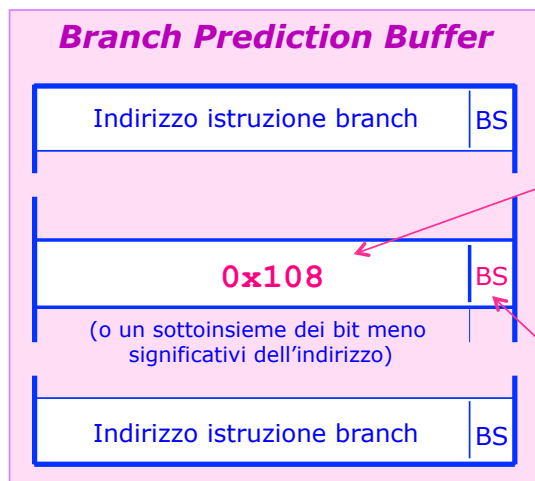 Branch Prediction Buffer
Indirizzo istruzione branch BS
0x108 BS
(o un sottoinsieme dei bit meno
significativi dell'indirizzo)
Indirizzo istruzione branch BS